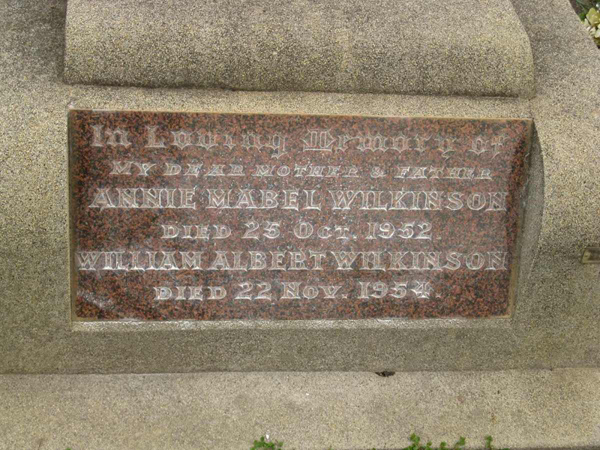 In Loving Memory of
MY DEAR MOTHER & FATHER
ANNIE MABEL WILKINSON
DIED 25 OCT. 1952
WILLIAM ALBERT WILKINSON
DIED 22 NOV. 1954.